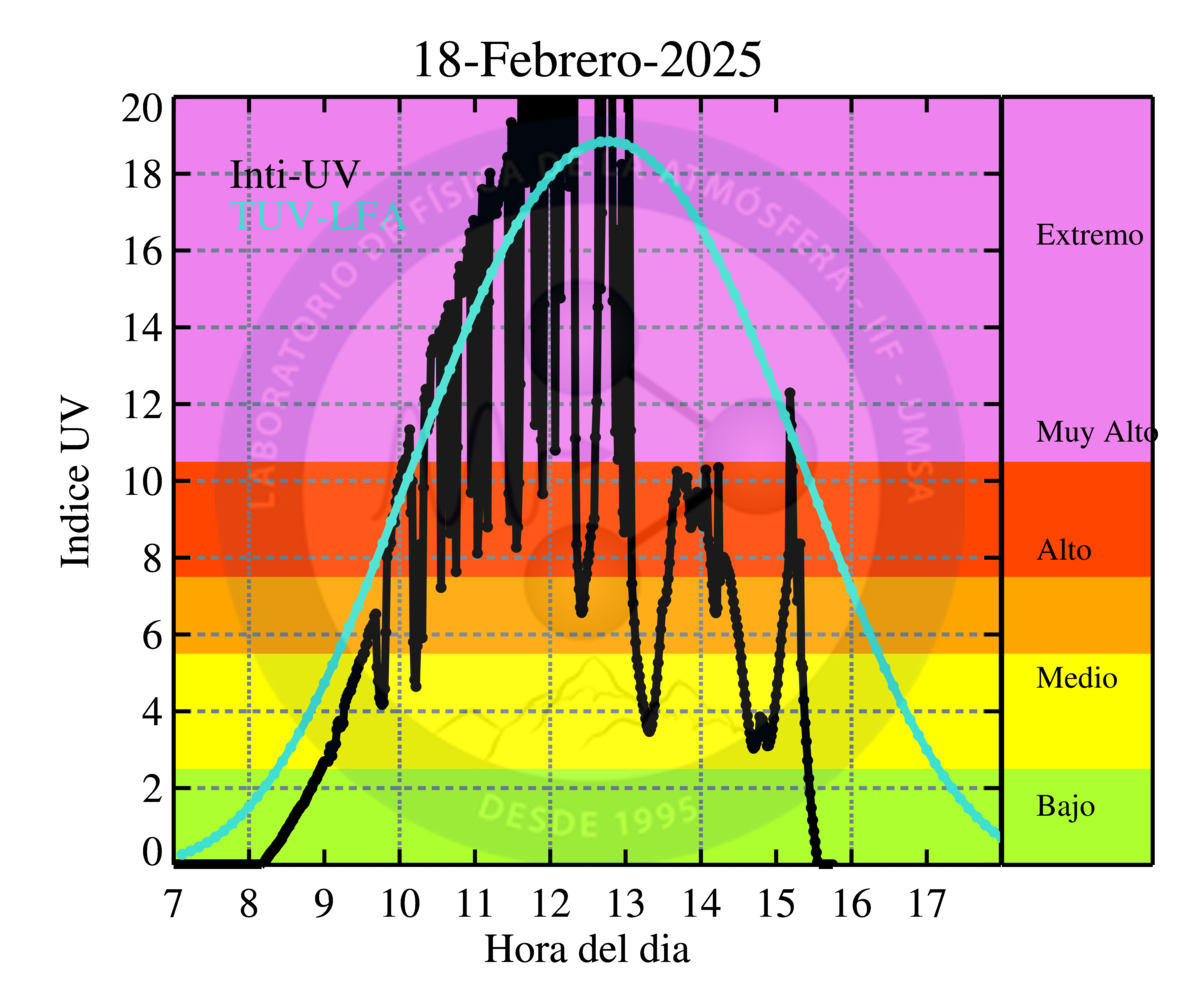 18-Febrero-2025
20
18
16
14
12
10
8
6
4
2
0
Indice UV
Inti-UV
TUV-LFA
LABORATORIO DE FÍSICA DE LA ATMÓSFERA - IIF - UMSA
DESDE 1995
Extremo
Muy Alto
Alto
Medio
Bajo
7 8 9 10 11 12 13 14 15 16 17
Hora del dia